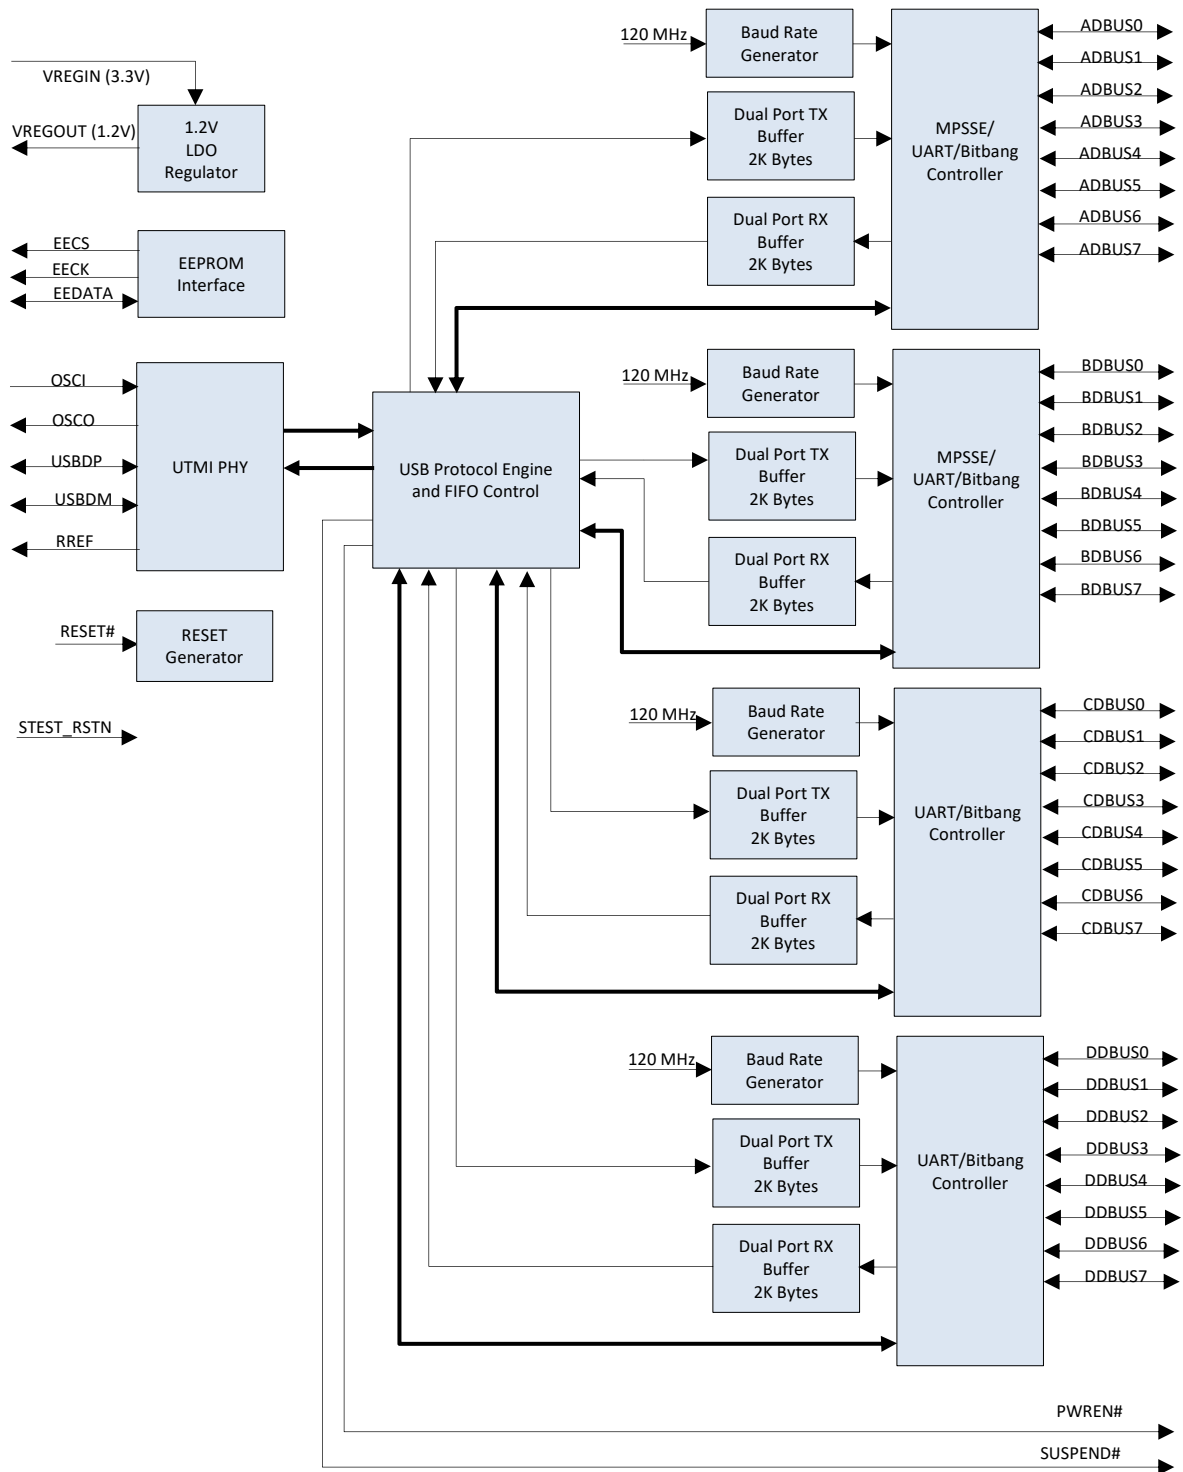 VREGIN (3.3V)
VREGOUT (1.2V)
1.2V
LDO
Regulator
EECS
EECK
EEDATA
EEPROM
Interface
OSCI
OSCO
USBDP
USBDM
RREF
UTMI PHY
RESET#
RESET
Generator
STEST_RSTN
USB Protocol Engine
and FIFO Control
120 MHz
Baud Rate
Generator
Dual Port TX
Buffer
2K Bytes
Dual Port RX
Buffer
2K Bytes
MPSSE/
UART/Bitbang
Controller
ADBUS0
ADBUS1
ADBUS2
ADBUS3
ADBUS4
ADBUS5
ADBUS6
ADBUS7
120 MHz
Baud Rate
Generator
Dual Port TX
Buffer
2K Bytes
Dual Port RX
Buffer
2K Bytes
MPSSE/
UART/Bitbang
Controller
BDBUS0
BDBUS1
BDBUS2
BDBUS3
BDBUS4
BDBUS5
BDBUS6
BDBUS7
120 MHz
Baud Rate
Generator
Dual Port TX
Buffer
2K Bytes
Dual Port RX
Buffer
2K Bytes
UART/Bitbang
Controller
CDBUS0
CDBUS1
CDBUS2
CDBUS3
CDBUS4
CDBUS5
CDBUS6
CDBUS7
120 MHz
Baud Rate
Generator
Dual Port TX
Buffer
2K Bytes
Dual Port RX
Buffer
2K Bytes
UART/Bitbang
Controller
DDBUS0
DDBUS1
DDBUS2
DDBUS3
DDBUS4
DDBUS5
DDBUS6
DDBUS7
PWREN#
SUSPEND#